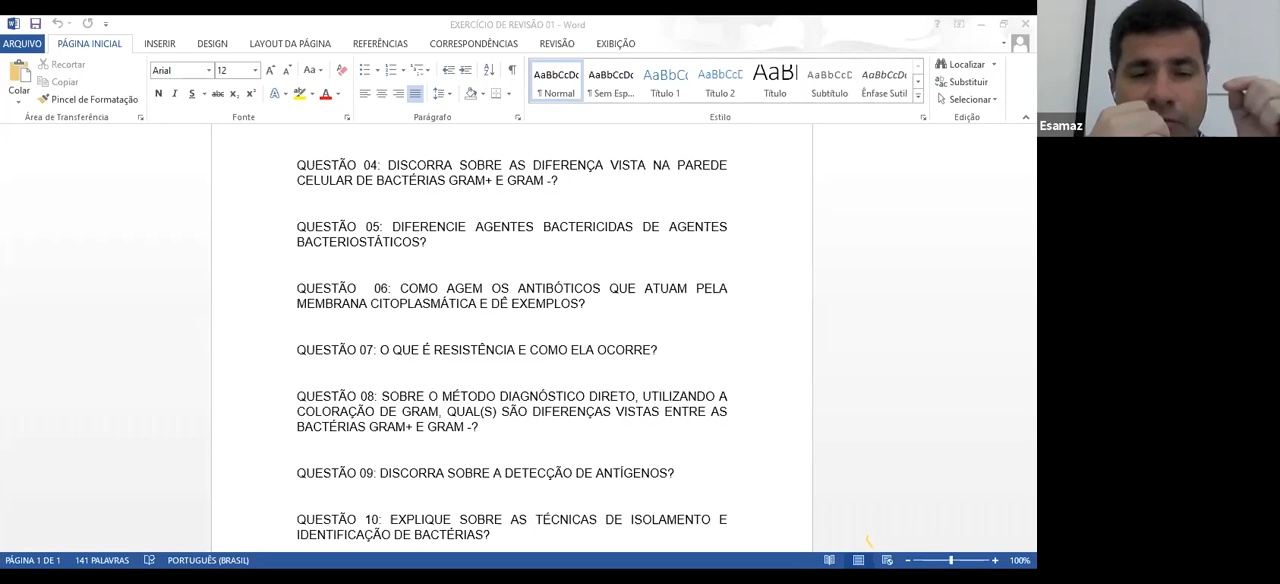 EXERCÍCIO DE REVISÃO 01 - Word
ARQUIVO PÁGINA INICIAL INSERIR DESIGN LAYOUT DA PÁGINA REFERÊNCIAS CORRESPONDÊNCIAS REVISÃO EXIBIÇÃO
Colar
Recortar
Copiar
Pincel de Formatação
Área de Transferência
Arial 12
N I S abc x₂ x²
Fonte
Parágrafo
AaBbCcDc AaBbCcDc AaBbCc AaBbCcD AaBl AaBbCcD AaBbCcDc
¶ Normal ¶ Sem Esp... Título 1 Título 2 Título Subtítulo Ênfase Sutil
Estilo
Localizar
Substituir
Selecionar
Edição
Esamaz
QUESTÃO 04: DISCORRA SOBRE AS DIFERENÇA VISTA NA PAREDE
CELULAR DE BACTÉRIAS GRAM+ E GRAM -?
QUESTÃO 05: DIFERENCIE AGENTES BACTERICIDAS DE AGENTES
BACTERIOSTÁTICOS?
QUESTÃO 06: COMO AGEM OS ANTIBÓTICOS QUE ATUAM PELA
MEMBRANA CITOPLASMÁTICA E DÊ EXEMPLOS?
QUESTÃO 07: O QUE É RESISTÊNCIA E COMO ELA OCORRE?
QUESTÃO 08: SOBRE O MÉTODO DIAGNÓSTICO DIRETO, UTILIZANDO A
COLORAÇÃO DE GRAM, QUAL(S) SÃO DIFERENÇAS VISTAS ENTRE AS
BACTÉRIAS GRAM+ E GRAM -?
QUESTÃO 09: DISCORRA SOBRE A DETECÇÃO DE ANTÍGENOS?
QUESTÃO 10: EXPLIQUE SOBRE AS TÉCNICAS DE ISOLAMENTO E
IDENTIFICAÇÃO DE BACTÉRIAS?
PÁGINA 1 DE 1 141 PALAVRAS PORTUGUÊS (BRASIL) 100%